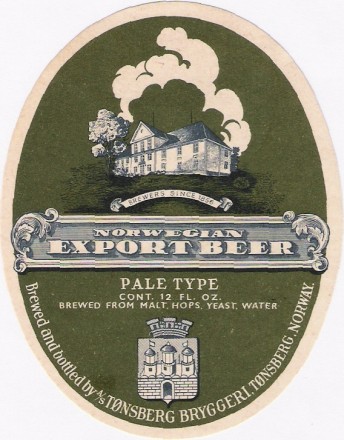 BREWERS SINCE 1856
NORWEGIAN
EXPORT BEER
PALE TYPE
CONT. 12 FL. OZ.
BREWED FROM MALT, HOPS, YEAST, WATER
Brewed and bottled by A/S TØNSBERG BRYGGERI. TØNSBERG. NORWAY.